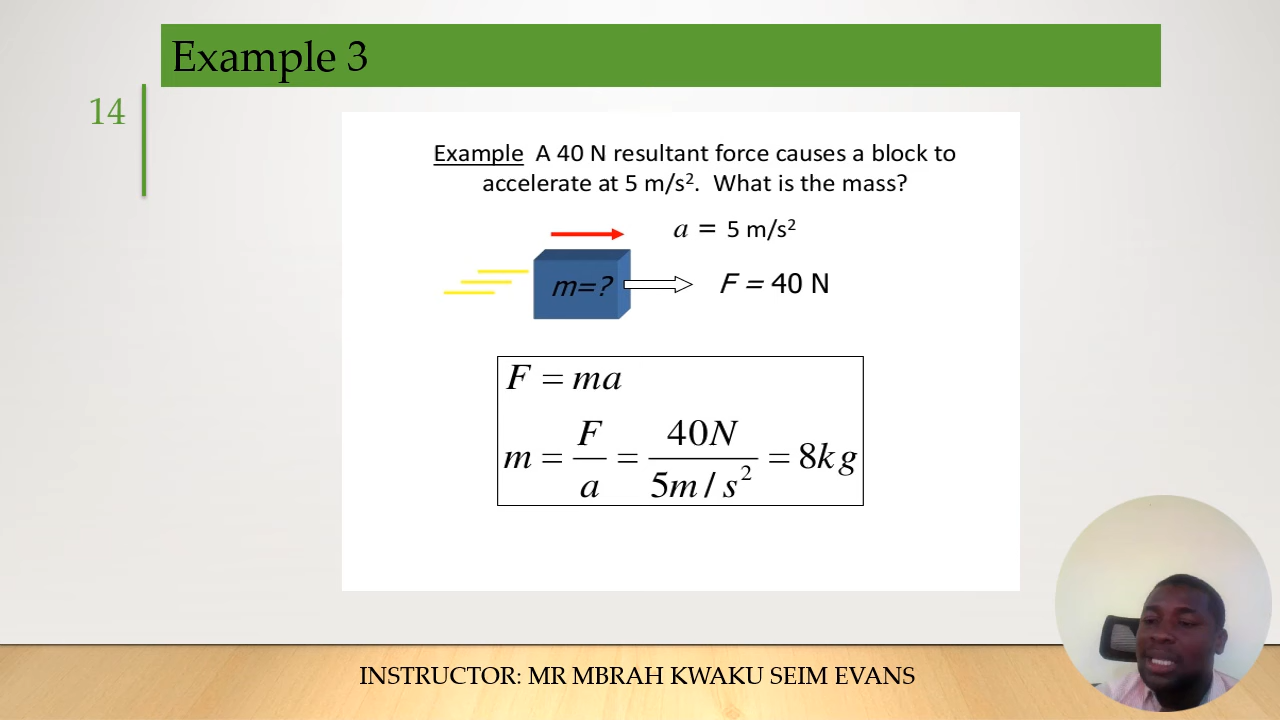 Example 3
14
Example A 40 N resultant force causes a block to
accelerate at 5 m/s². What is the mass?
a = 5 m/s²
m=?
F = 40 N
F = ma
m = F/a = 40N/5m/s² = 8kg
INSTRUCTOR: MR MBRAH KWAKU SEIM EVANS